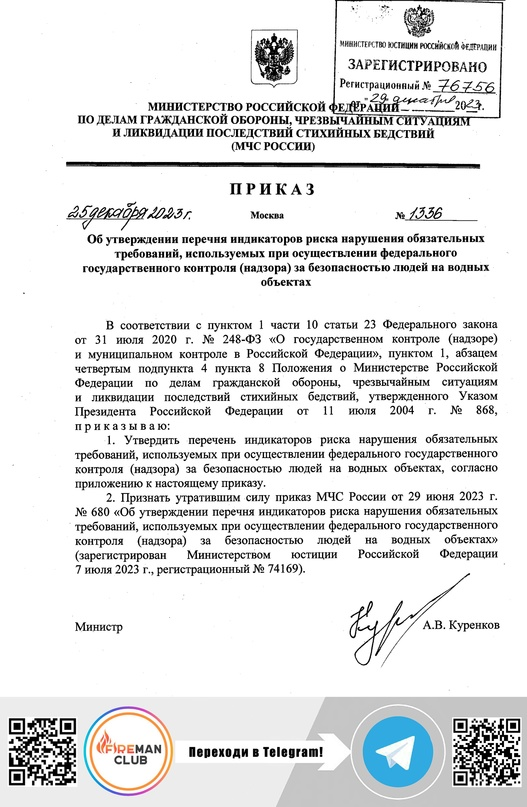 МИНИСТЕРСТВО ЮСТИЦИИ РОССИЙСКОЙ ФЕДЕРАЦИИ
ЗАРЕГИСТРИРОВАНО
Регистрационный № 76756
от "29 декабря 2023г.
МИНИСТЕРСТВО РОССИЙСКОЙ ФЕДЕРАЦИИ
ПО ДЕЛАМ ГРАЖДАНСКОЙ ОБОРОНЫ, ЧРЕЗВЫЧАЙНЫМ СИТУАЦИЯМ
И ЛИКВИДАЦИИ ПОСЛЕДСТВИЙ СТИХИЙНЫХ БЕДСТВИЙ
(МЧС РОССИИ)
ПРИКАЗ
25 декабря 2023 г. Москва № 1336
Об утверждении перечня индикаторов риска нарушения обязательных
требований, используемых при осуществлении федерального
государственного контроля (надзора) за безопасностью людей на водных
объектах
В соответствии с пунктом 1 части 10 статьи 23 Федерального закона
от 31 июля 2020 г. № 248-ФЗ «О государственном контроле (надзоре)
и муниципальном контроле в Российской Федерации», пунктом 1, абзацем
четвертым подпункта 4 пункта 8 Положения о Министерстве Российской
Федерации по делам гражданской обороны, чрезвычайным ситуациям
и ликвидации последствий стихийных бедствий, утвержденного Указом
Президента Российской Федерации от 11 июля 2004 г. № 868,
приказываю:
1. Утвердить перечень индикаторов риска нарушения обязательных
требований, используемых при осуществлении федерального государственного
контроля (надзора) за безопасностью людей на водных объектах, согласно
приложению к настоящему приказу.
2. Признать утратившим силу приказ МЧС России от 29 июня 2023 г.
№ 680 «Об утверждении перечня индикаторов риска нарушения обязательных
требований, используемых при осуществлении федерального государственного
контроля (надзора) за безопасностью людей на водных объектах»
(зарегистрирован Министерством юстиции Российской Федерации
7 июля 2023 г., регистрационный № 74169).
Министр А.В. Куренков
FIREMAN
CLUB
Переходи в Telegram!